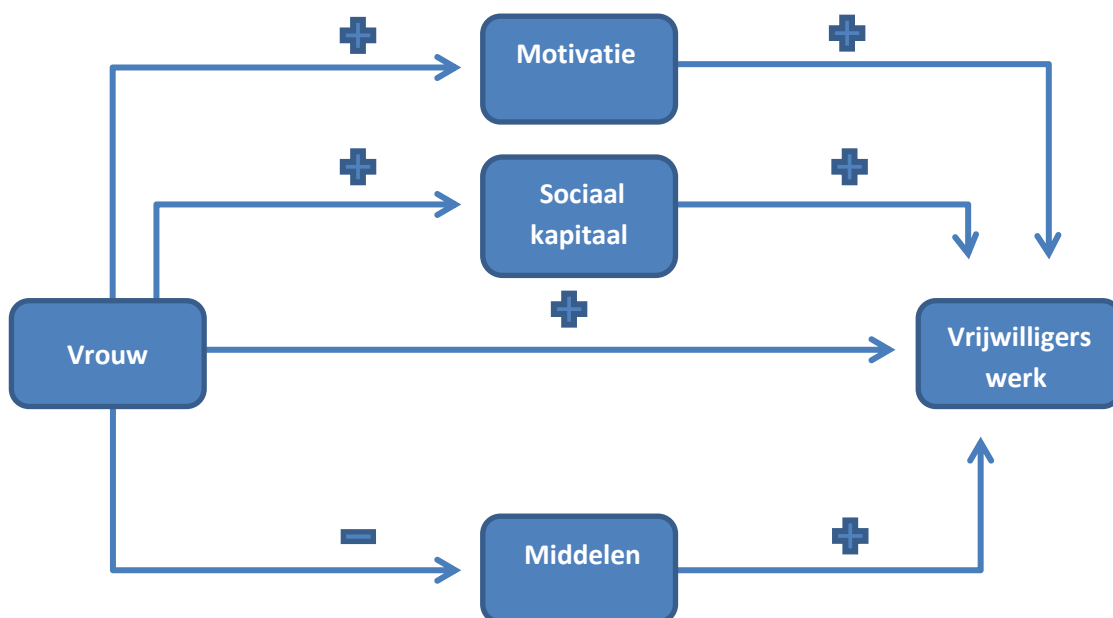 Motivatie
Sociaal
kapitaal
Vrouw
Vrijwilligers
werk
Middelen